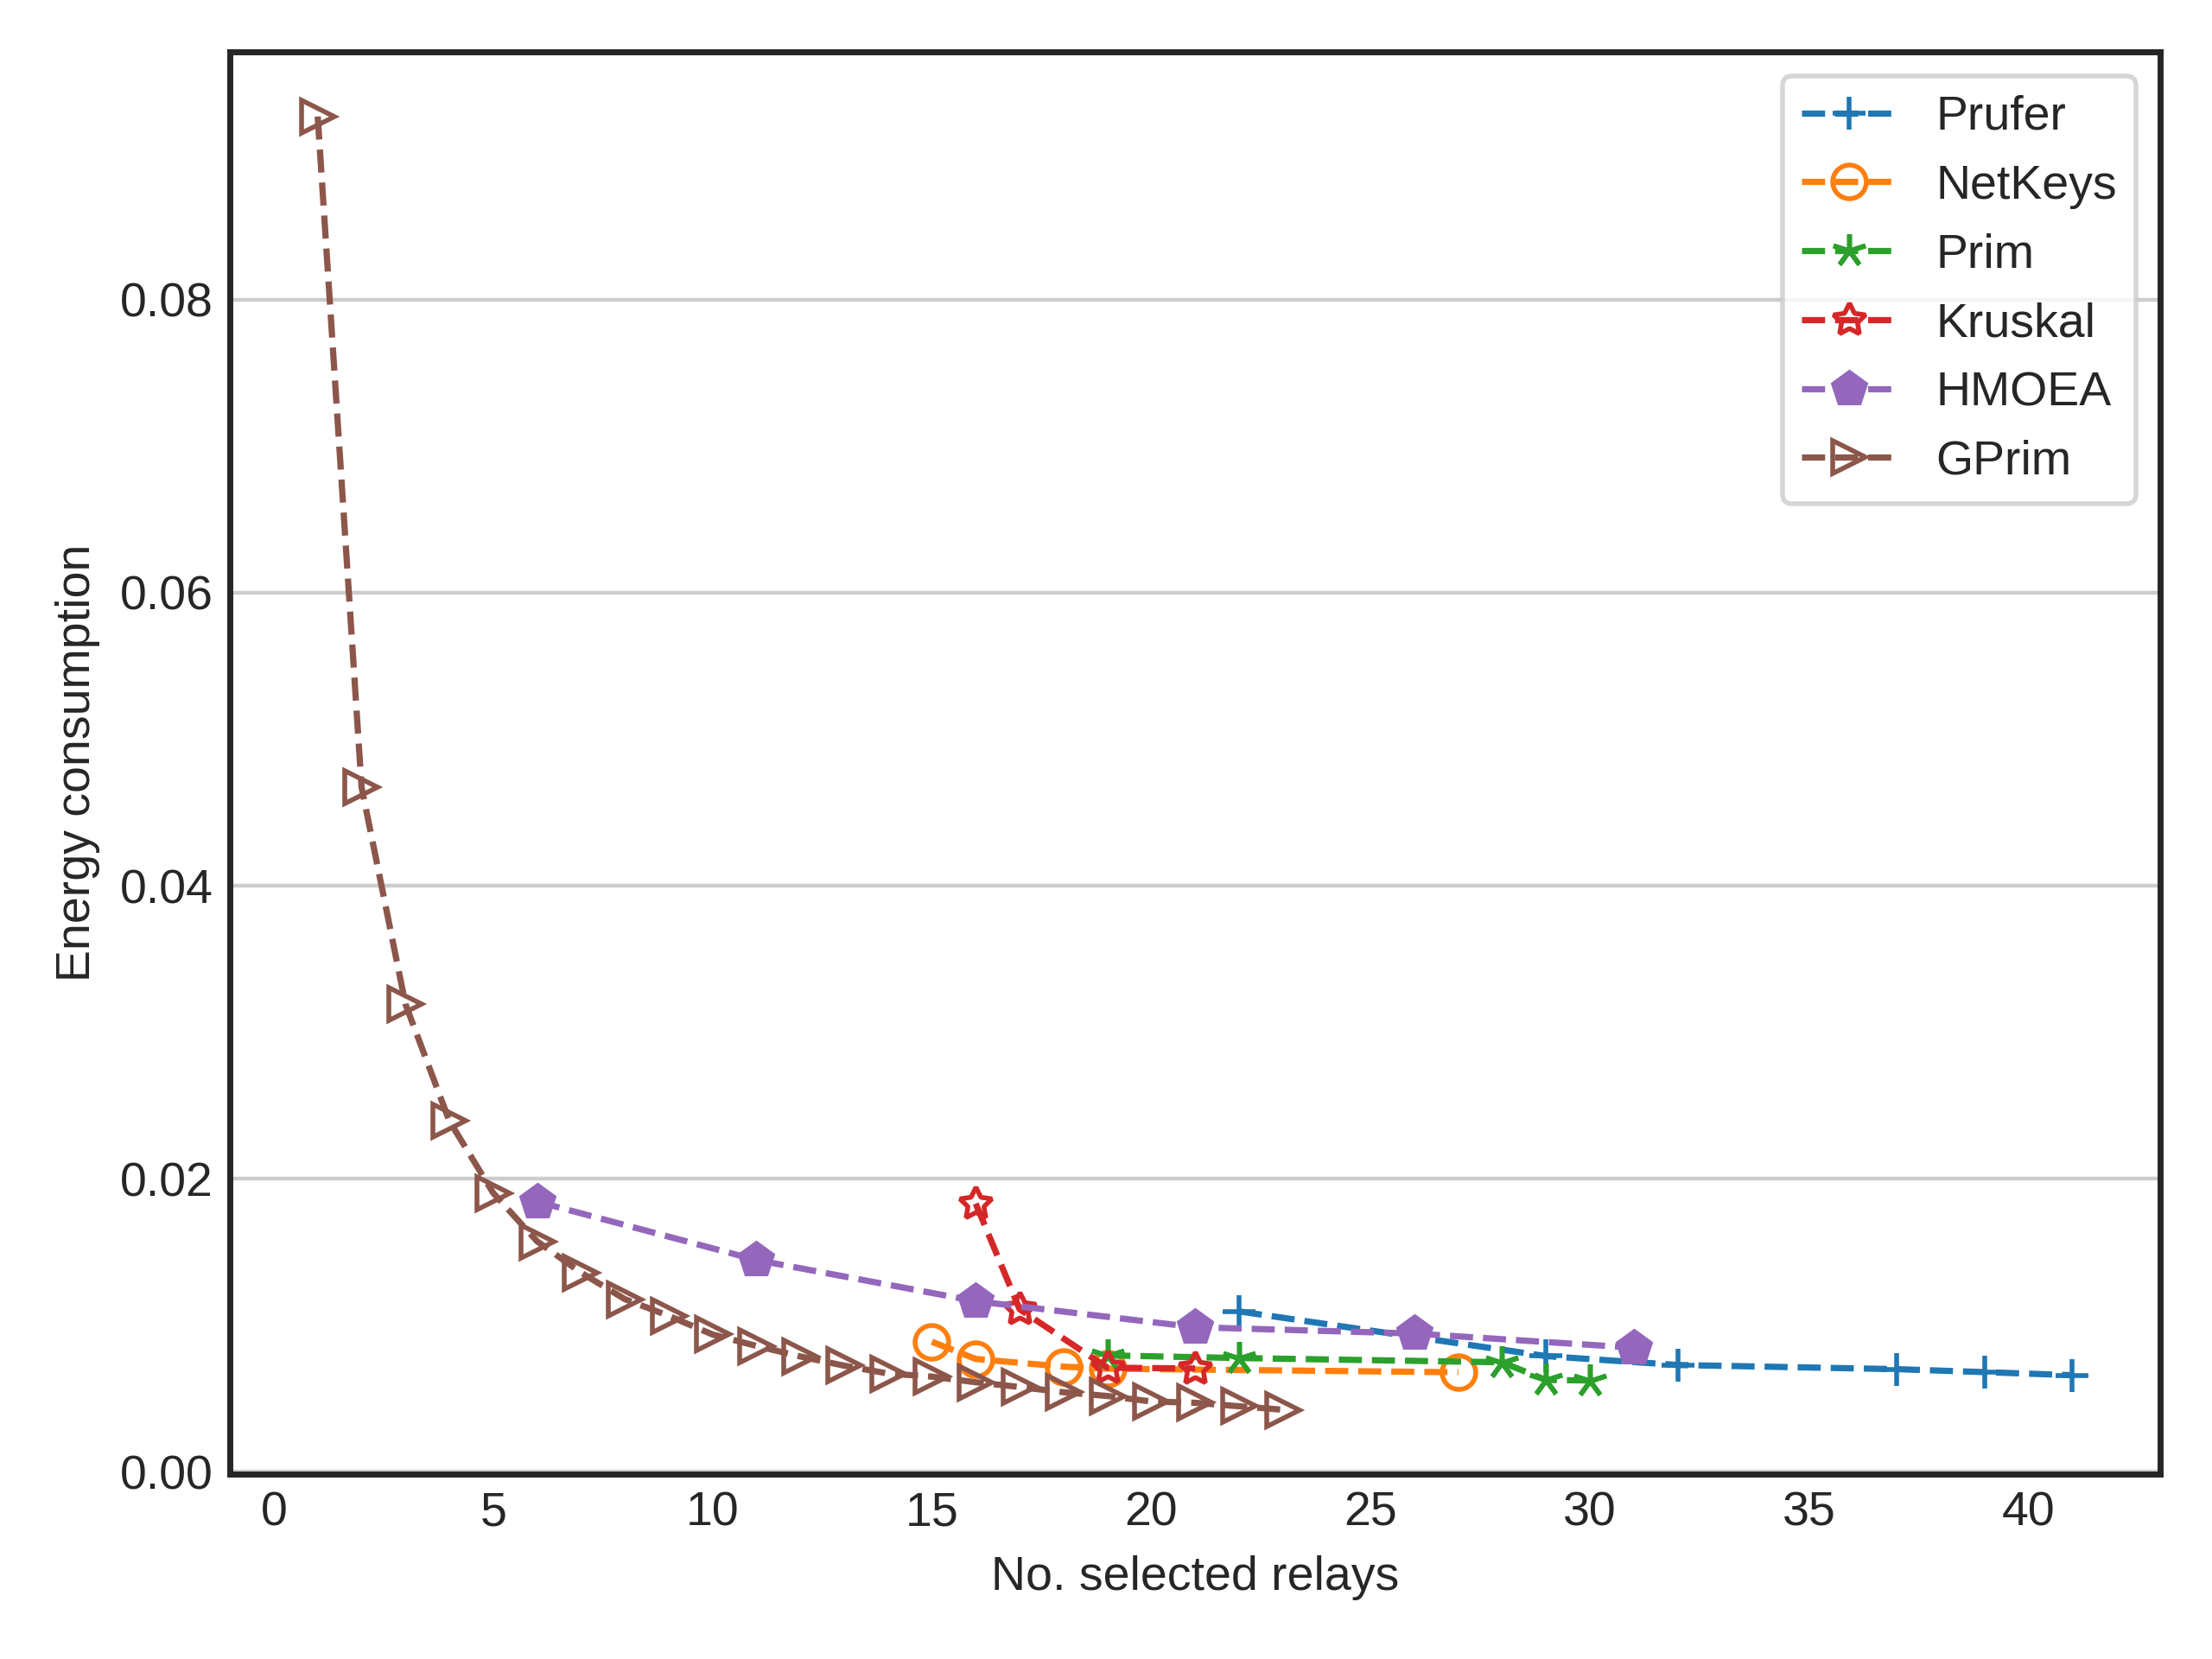 Prufer
NetKeys
Prim
Kruskal
HMOEA
GPrim
Energy consumption
0.08
0.06
0.04
0.02
0.00
0 5 10 15 20 25 30 35 40
No. selected relays